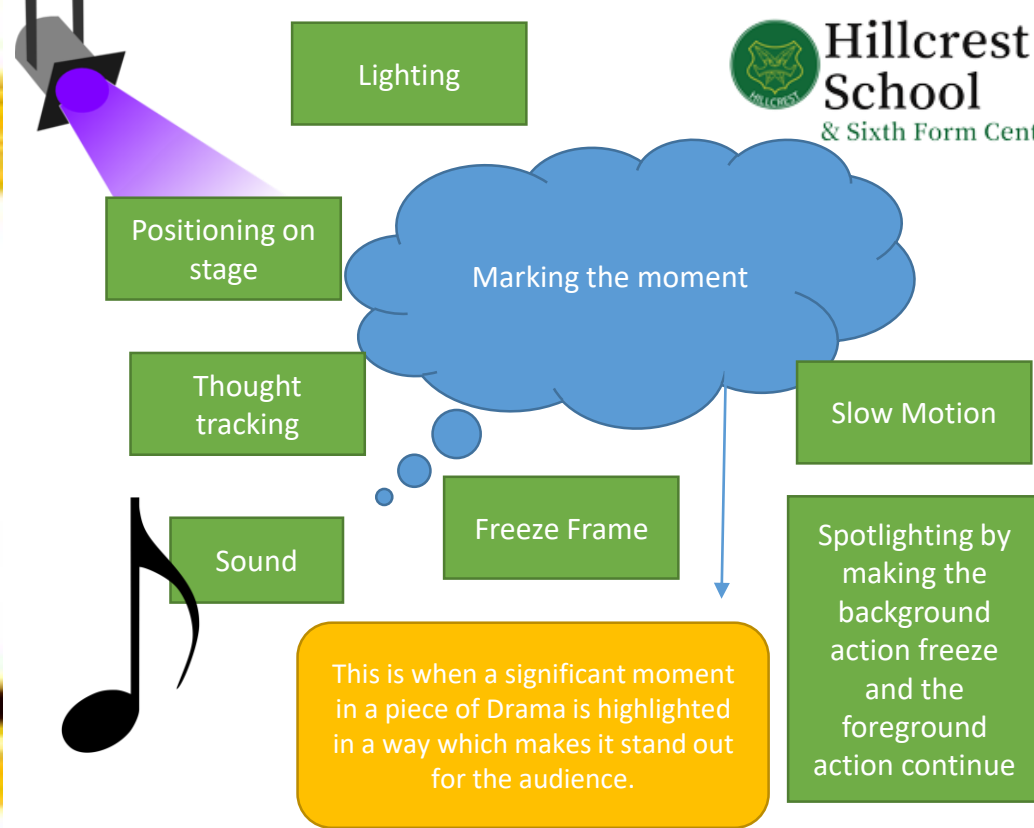 Hillcrest
School
& Sixth Form Cent
HILLCREST
Lighting
Positioning on
stage
Marking the moment
Thought
tracking
Slow Motion
Sound
Freeze Frame
Spotlighting by
making the
background
action freeze
and the
foreground
action continue
This is when a significant moment
in a piece of Drama is highlighted
in a way which makes it stand out
for the audience.